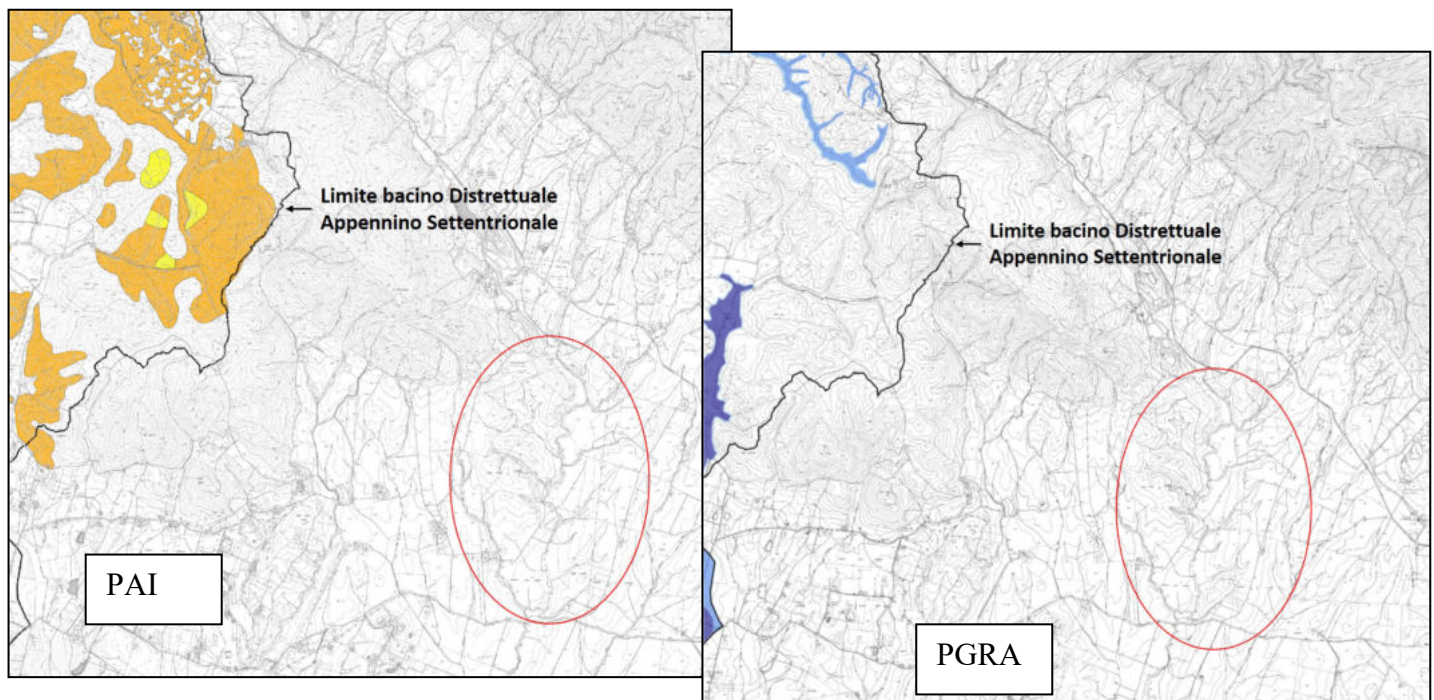 Limite bacino Distrettuale
Appennino Settentrionale
PAI
Limite bacino Distrettuale
Appennino Settentrionale
PGRA